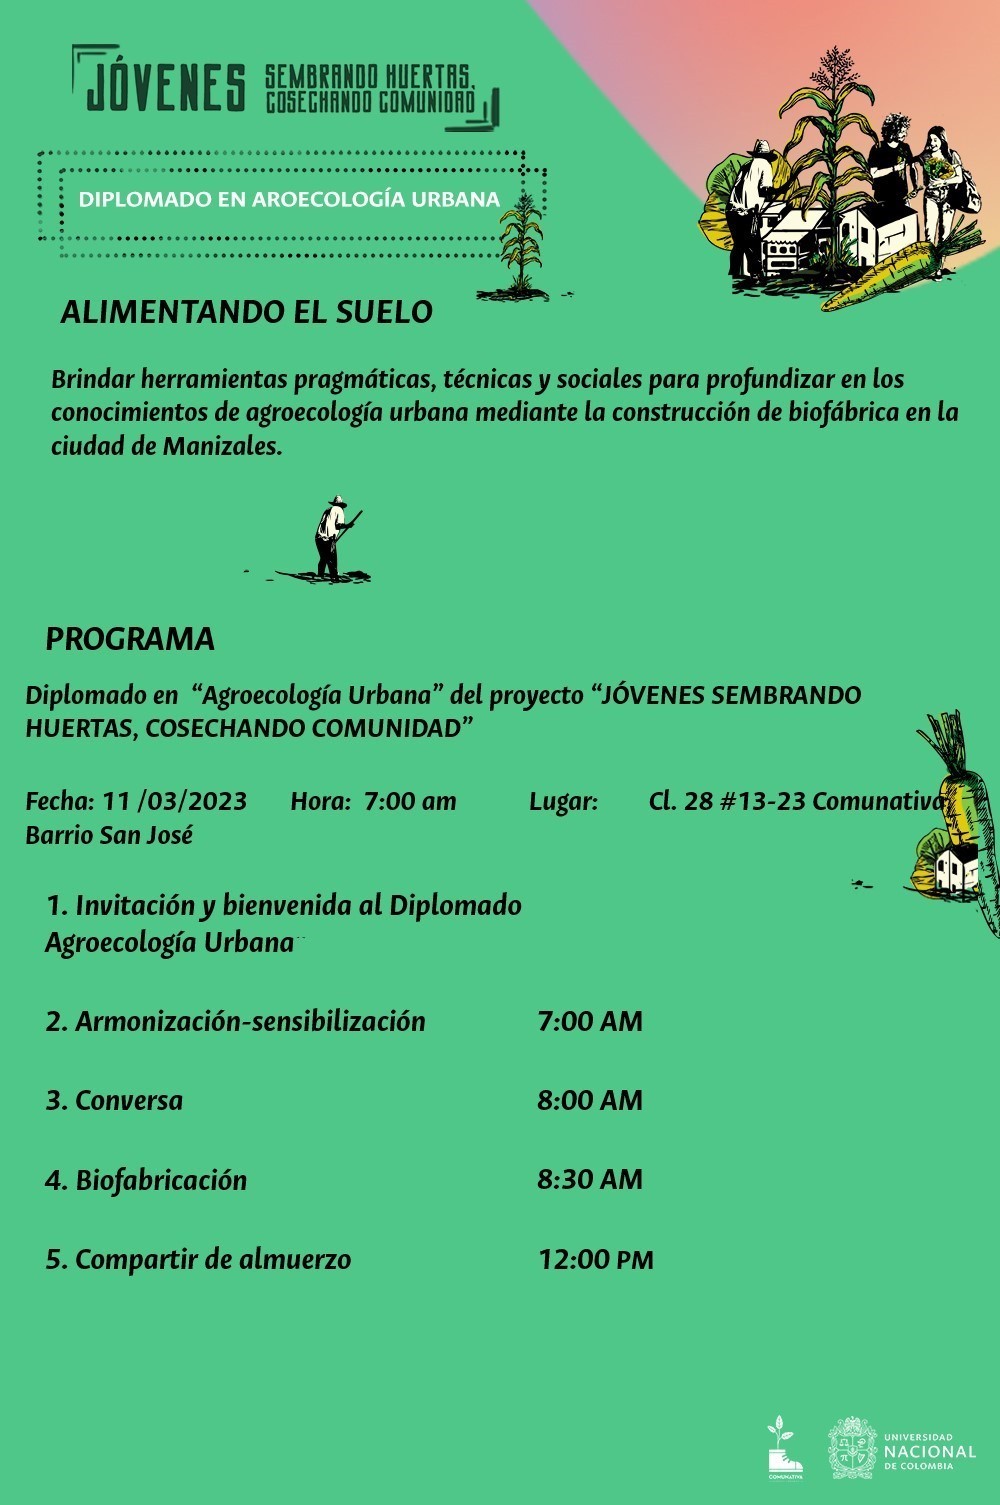 JÓVENES SEMBRANDO HUERTAS,
COSECHANDO COMUNIDAD
DIPLOMADO EN AROECOLOGÍA URBANA
ALIMENTANDO EL SUELO
Brindar herramientas pragmáticas, técnicas y sociales para profundizar en los
conocimientos de agroecología urbana mediante la construcción de biofábrica en la
ciudad de Manizales.
PROGRAMA
Diplomado en “Agroecología Urbana” del proyecto “JÓVENES SEMBRANDO
HUERTAS, COSECHANDO COMUNIDAD”
Fecha: 11 /03/2023 Hora: 7:00 am Lugar: Cl. 28 #13-23 Comunativa
Barrio San José
1. Invitación y bienvenida al Diplomado
Agroecología Urbana
2. Armonización-sensibilización 7:00 AM
3. Conversa 8:00 AM
4. Biofabricación 8:30 AM
5. Compartir de almuerzo 12:00 PM
COMUNATIVA
UNIVERSIDAD
NACIONAL
DE COLOMBIA